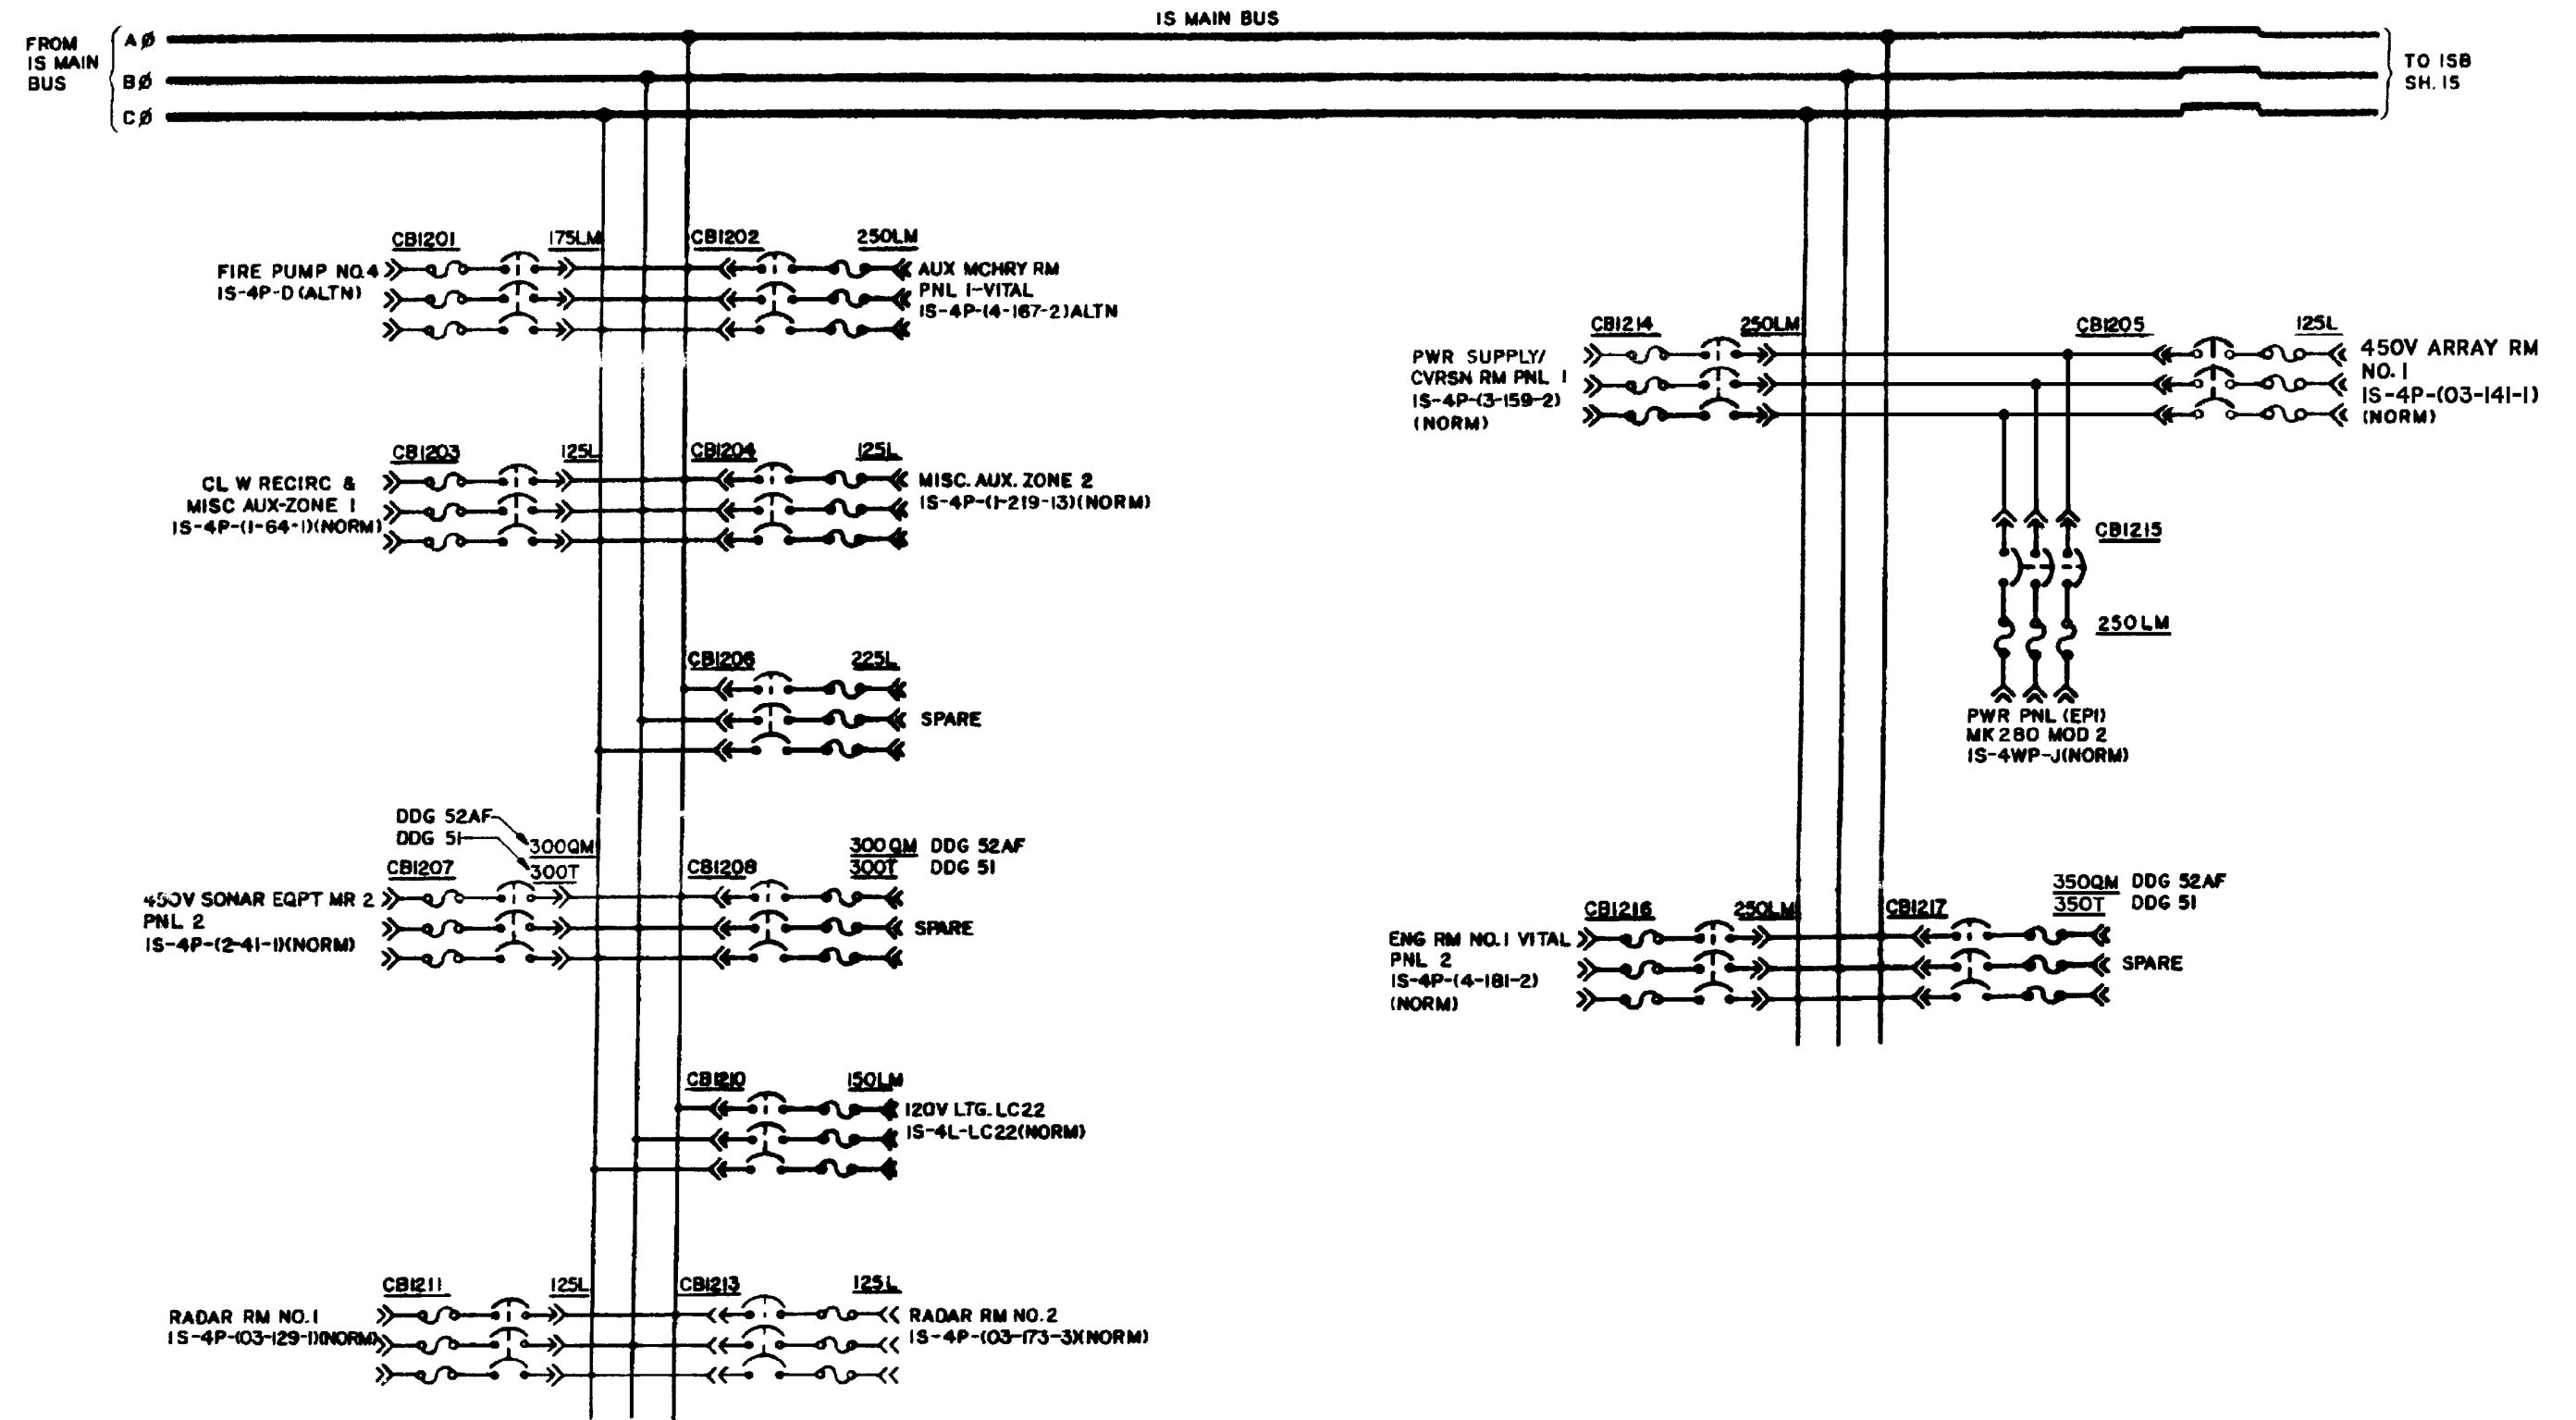 IS MAIN BUS
FROM
IS MAIN
BUS
AØ
BØ
CØ
TO ISB
SH. 15
CB1201
175LM
FIRE PUMP NO.4
IS-4P-D (ALTN)
CB1202
250LM
AUX MCHRY RM
PNL 1-VITAL
IS-4P-(4-167-2)ALTN
CB1203
125L
CL W RECIRC &
MISC AUX-ZONE 1
IS-4P-(1-64-1)(NORM)
CB1204
125L
MISC. AUX. ZONE 2
IS-4P-(1-219-13)(NORM)
CB1206
225L
SPARE
DDG 52AF
DDG 51
300QM
300T
CB1207
450V SONAR EQPT MR 2
PNL 2
IS-4P-(2-41-1)(NORM)
CB1208
300QM DDG 52AF
300T DDG 51
SPARE
CB1210
150LM
120V LTG. LC22
IS-4L-LC22(NORM)
CB1211
125L
RADAR RM NO.1
IS-4P-(03-129-1)(NORM)
CB1213
125L
RADAR RM NO.2
IS-4P-(03-173-3)(NORM)
CB1214
250LM
PWR SUPPLY/
CVRSN RM PNL 1
IS-4P-(3-159-2)
(NORM)
CB1205
125L
450V ARRAY RM
NO. 1
IS-4P-(03-141-1)
(NORM)
CB1215
250LM
PWR PNL (EP1)
MK 280 MOD 2
IS-4WP-J(NORM)
CB1216
250LM
ENG RM NO.1 VITAL
PNL 2
IS-4P-(4-181-2)
(NORM)
CB1217
350QM DDG 52AF
350T DDG 51
SPARE